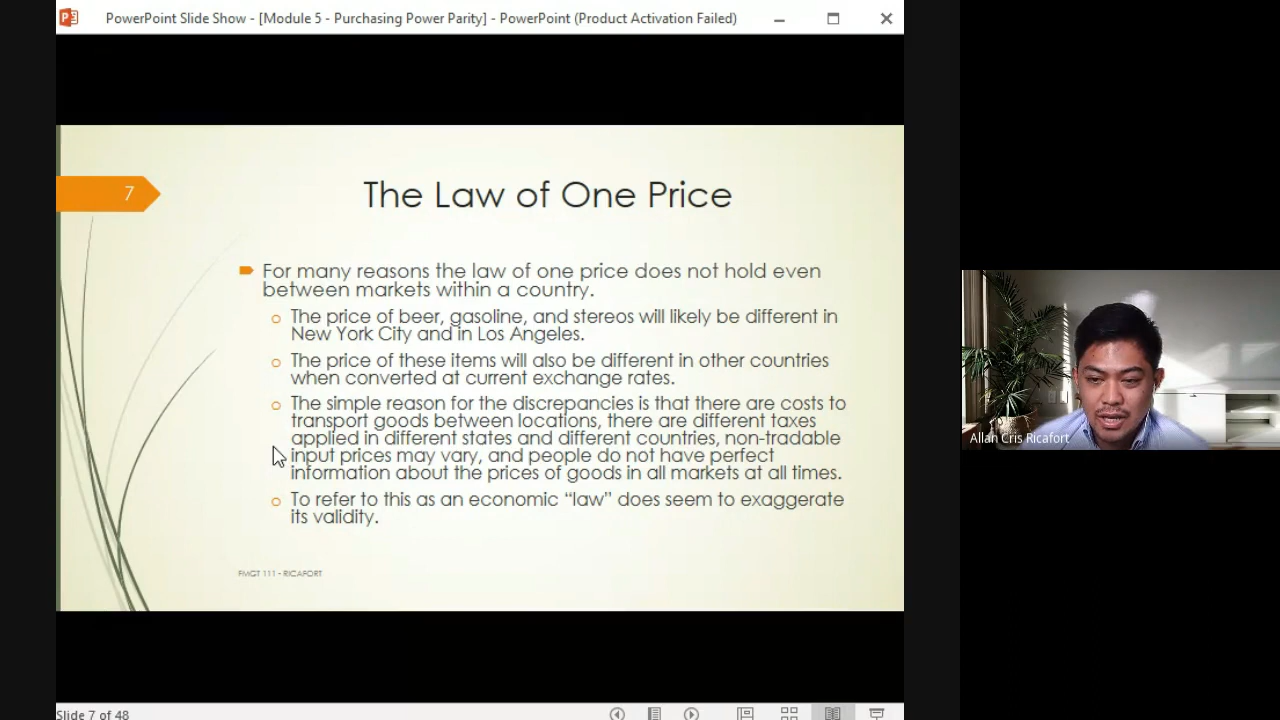 PowerPoint Slide Show - [Module 5 - Purchasing Power Parity] - PowerPoint (Product Activation Failed)
7
The Law of One Price
For many reasons the law of one price does not hold even
between markets within a country.
The price of beer, gasoline, and stereos will likely be different in
New York City and in Los Angeles.
The price of these items will also be different in other countries
when converted at current exchange rates.
The simple reason for the discrepancies is that there are costs to
transport goods between locations, there are different taxes
applied in different states and different countries, non-tradable
input prices may vary, and people do not have perfect
information about the prices of goods in all markets at all times.
To refer to this as an economic “law” does seem to exaggerate
its validity.
FMGT 111 - RICAFORT
Allan Cris Ricafort
Slide 7 of 48